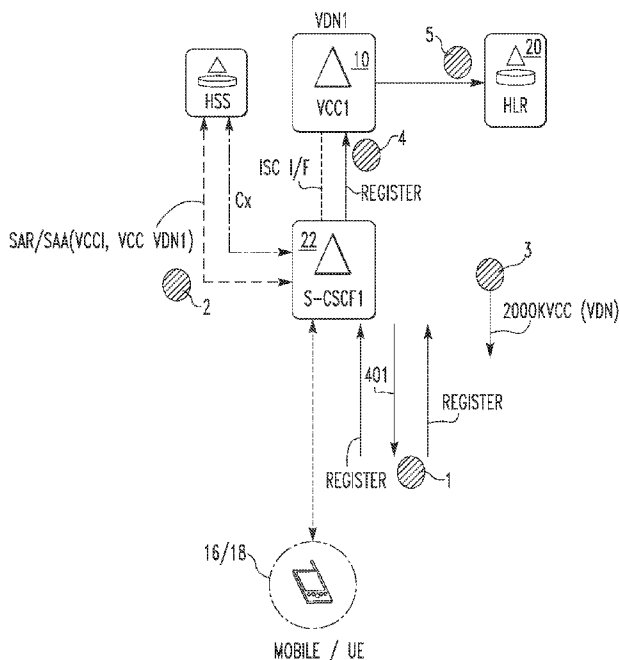 VDN1
5
10
20
HSS
VCC1
HLR
4
ISC I/F
REGISTER
Cx
SAR/SAA(VCCI, VCC VDN1)
22
3
S-CSCF1
2
2000KVCC (VDN)
401
REGISTER
REGISTER
1
16/18
MOBILE / UE